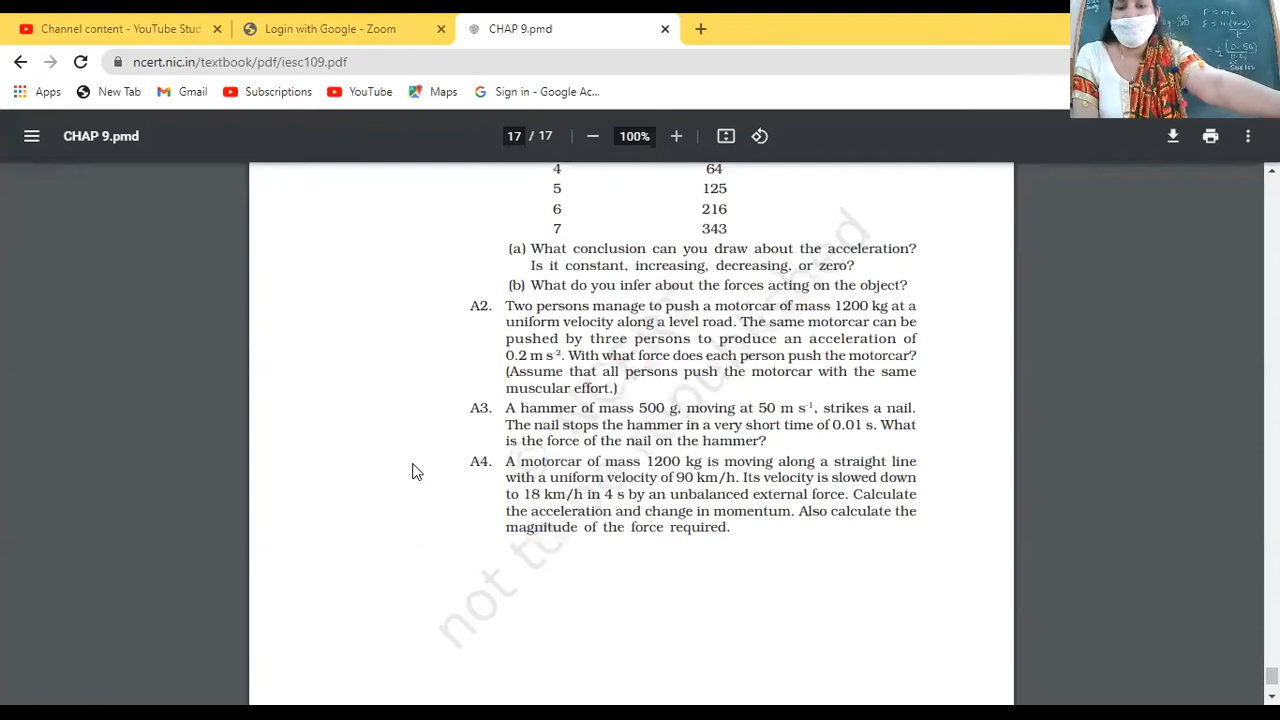 Channel content - YouTube Stud
Login with Google - Zoom
CHAP 9.pmd
ncert.nic.in/textbook/pdf/iesc109.pdf
Apps
New Tab
Gmail
Subscriptions
YouTube
Maps
Sign in - Google Ac...
CHAP 9.pmd
17 / 17
100%
4 64
5 125
6 216
7 343
(a) What conclusion can you draw about the acceleration?
Is it constant, increasing, decreasing, or zero?
(b) What do you infer about the forces acting on the object?
A2. Two persons manage to push a motorcar of mass 1200 kg at a
uniform velocity along a level road. The same motorcar can be
pushed by three persons to produce an acceleration of
0.2 m s-2. With what force does each person push the motorcar?
(Assume that all persons push the motorcar with the same
muscular effort.)
A3. A hammer of mass 500 g, moving at 50 m s-1, strikes a nail.
The nail stops the hammer in a very short time of 0.01 s. What
is the force of the nail on the hammer?
A4. A motorcar of mass 1200 kg is moving along a straight line
with a uniform velocity of 90 km/h. Its velocity is slowed down
to 18 km/h in 4 s by an unbalanced external force. Calculate
the acceleration and change in momentum. Also calculate the
magnitude of the force required.